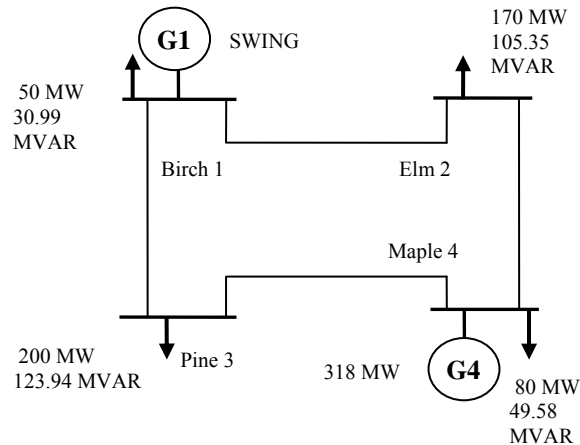 G1
SWING
170 MW
105.35
MVAR
50 MW
30.99
MVAR
Birch 1
Elm 2
Maple 4
200 MW
123.94 MVAR
Pine 3
318 MW
G4
80 MW
49.58
MVAR